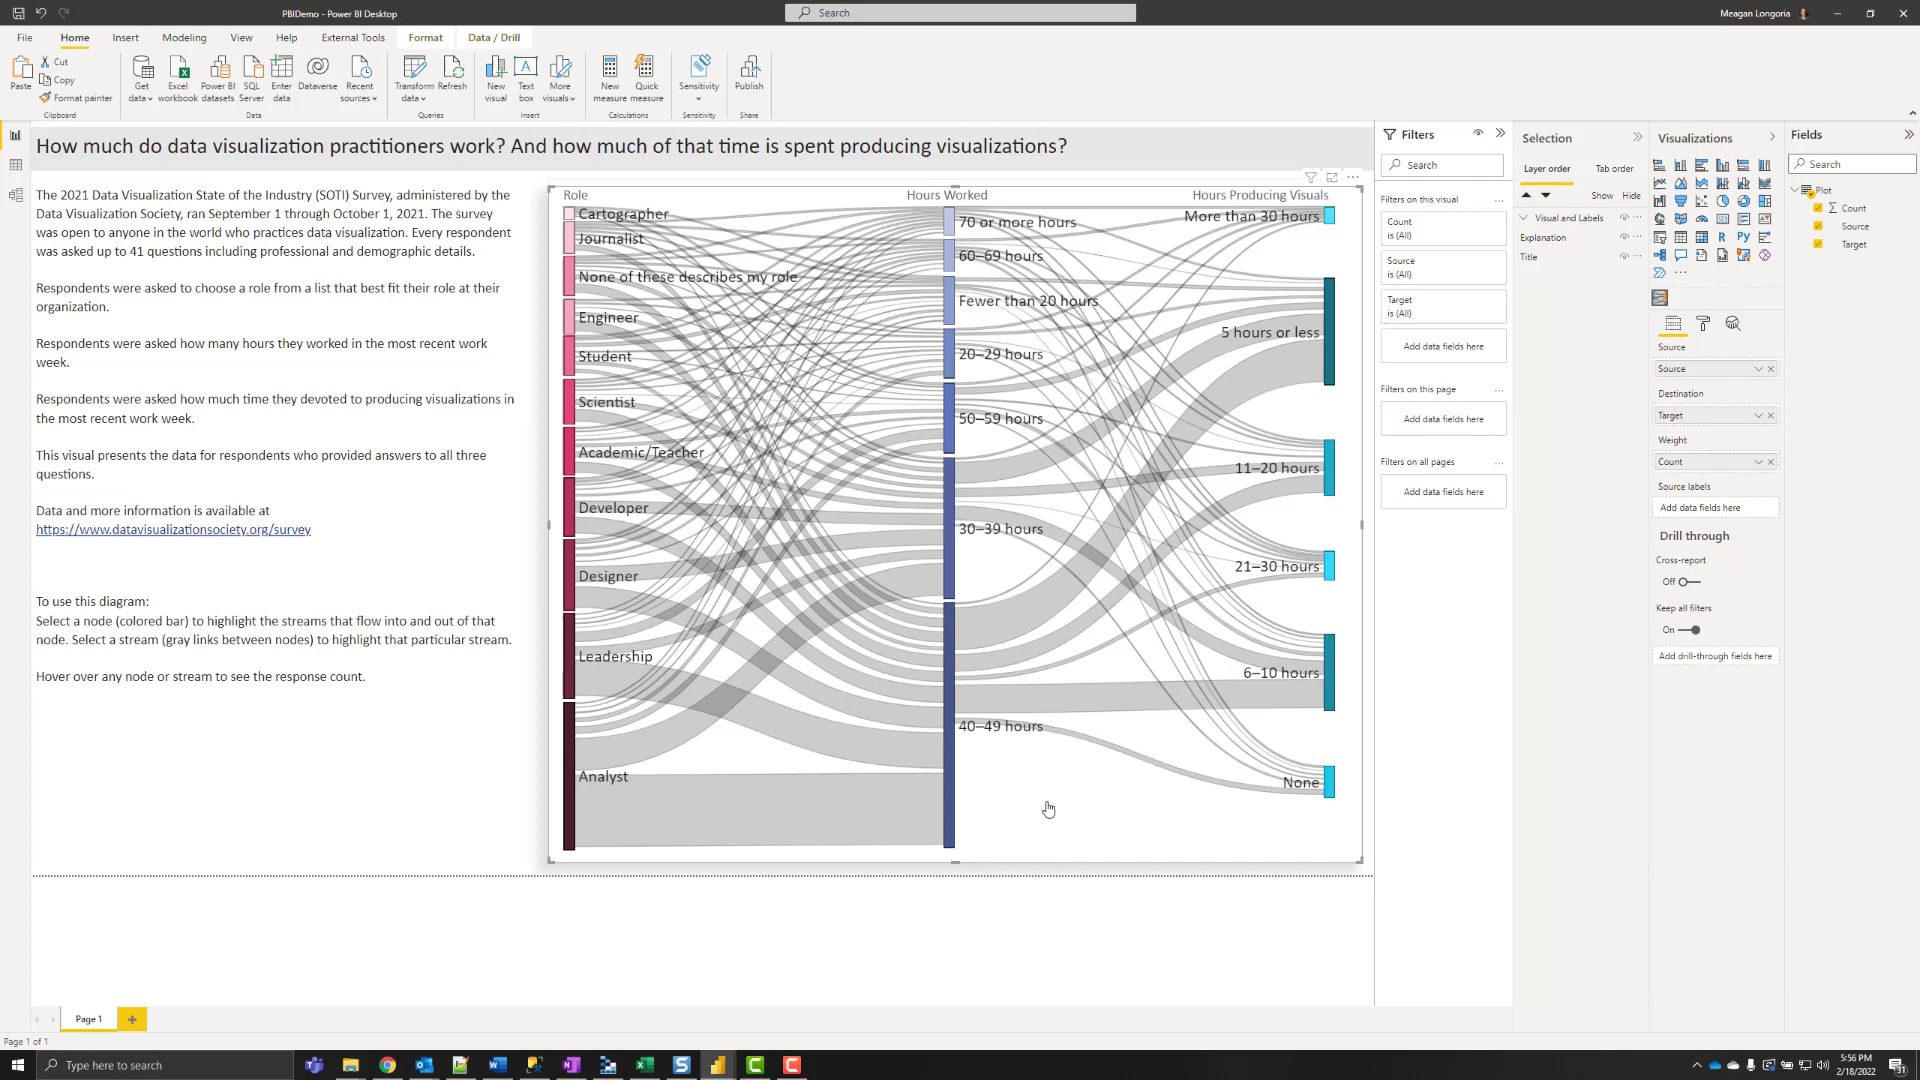 PBIDemo - Power BI Desktop
Search
Meagan Longoria
File
Home
Insert
Modeling
View
Help
External Tools
Format
Data / Drill
Paste
Cut
Copy
Format painter
Clipboard
Get
data
Excel
workbook
Power BI
datasets
SQL
Server
Enter
data
Dataverse
Recent
sources
Data
Transform
data
Refresh
Queries
New
visual
Text
box
More
visuals
Insert
New
measure
Quick
measure
Calculations
Sensitivity
Sensitivity
Publish
Share
How much do data visualization practitioners work? And how much of that time is spent producing visualizations?
The 2021 Data Visualization State of the Industry (SOTI) Survey, administered by the
Data Visualization Society, ran September 1 through October 1, 2021. The survey
was open to anyone in the world who practices data visualization. Every respondent
was asked up to 41 questions including professional and demographic details.
Respondents were asked to choose a role from a list that best fit their role at their
organization.
Respondents were asked how many hours they worked in the most recent work
week.
Respondents were asked how much time they devoted to producing visualizations in
the most recent work week.
This visual presents the data for respondents who provided answers to all three
questions.
Data and more information is available at
https://www.datavisualizationsociety.org/survey
To use this diagram:
Select a node (colored bar) to highlight the streams that flow into and out of that
node. Select a stream (gray links between nodes) to highlight that particular stream.
Hover over any node or stream to see the response count.
Role
Hours Worked
Hours Producing Visuals
Cartographer
Journalist
None of these describes my role
Engineer
Student
Scientist
Academic/Teacher
Developer
Designer
Leadership
Analyst
70 or more hours
60–69 hours
Fewer than 20 hours
20–29 hours
50–59 hours
30–39 hours
40–49 hours
More than 30 hours
5 hours or less
11–20 hours
21–30 hours
6–10 hours
None
Filters
Search
Filters on this visual
Count
is (All)
Source
is (All)
Target
is (All)
Add data fields here
Filters on this page
Add data fields here
Filters on all pages
Add data fields here
Selection
Layer order
Tab order
Show
Hide
Visual and Labels
Explanation
Title
Visualizations
R
Py
Source
Source
Destination
Target
Weight
Count
Source labels
Add data fields here
Drill through
Cross-report
Off
Keep all filters
On
Add drill-through fields here
Fields
Search
Plot
Count
Source
Target
Page 1
Page 1 of 1
Type here to search
5:56 PM
2/18/2022
31